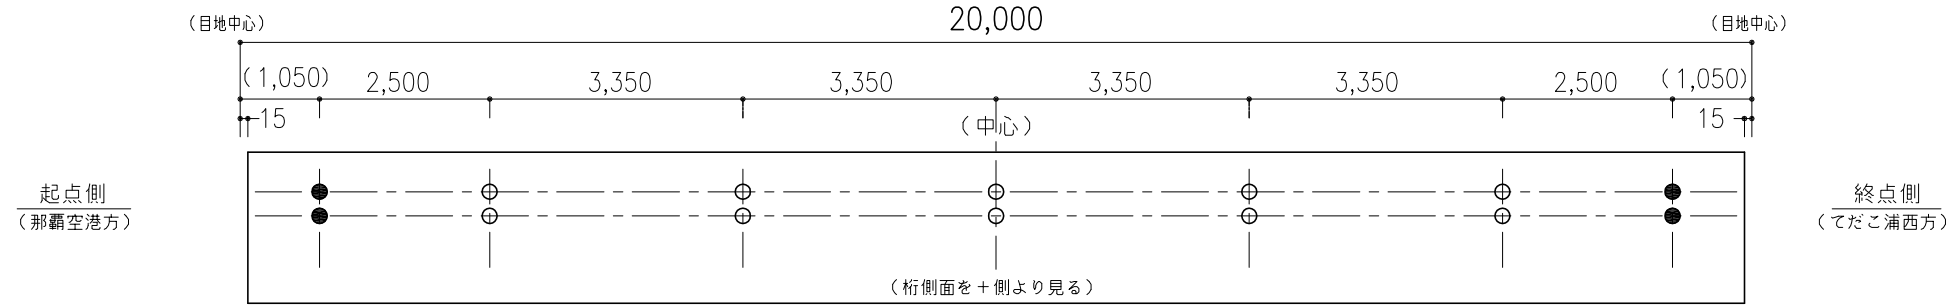 (目地中心)
20,000
(目地中心)
(1,050)
2,500
3,350
3,350
3,350
3,350
2,500
(1,050)
15
(中心)
15
起点側
(那覇空港方)
終点側
(てだこ浦西方)
(桁側面を+側より見る)